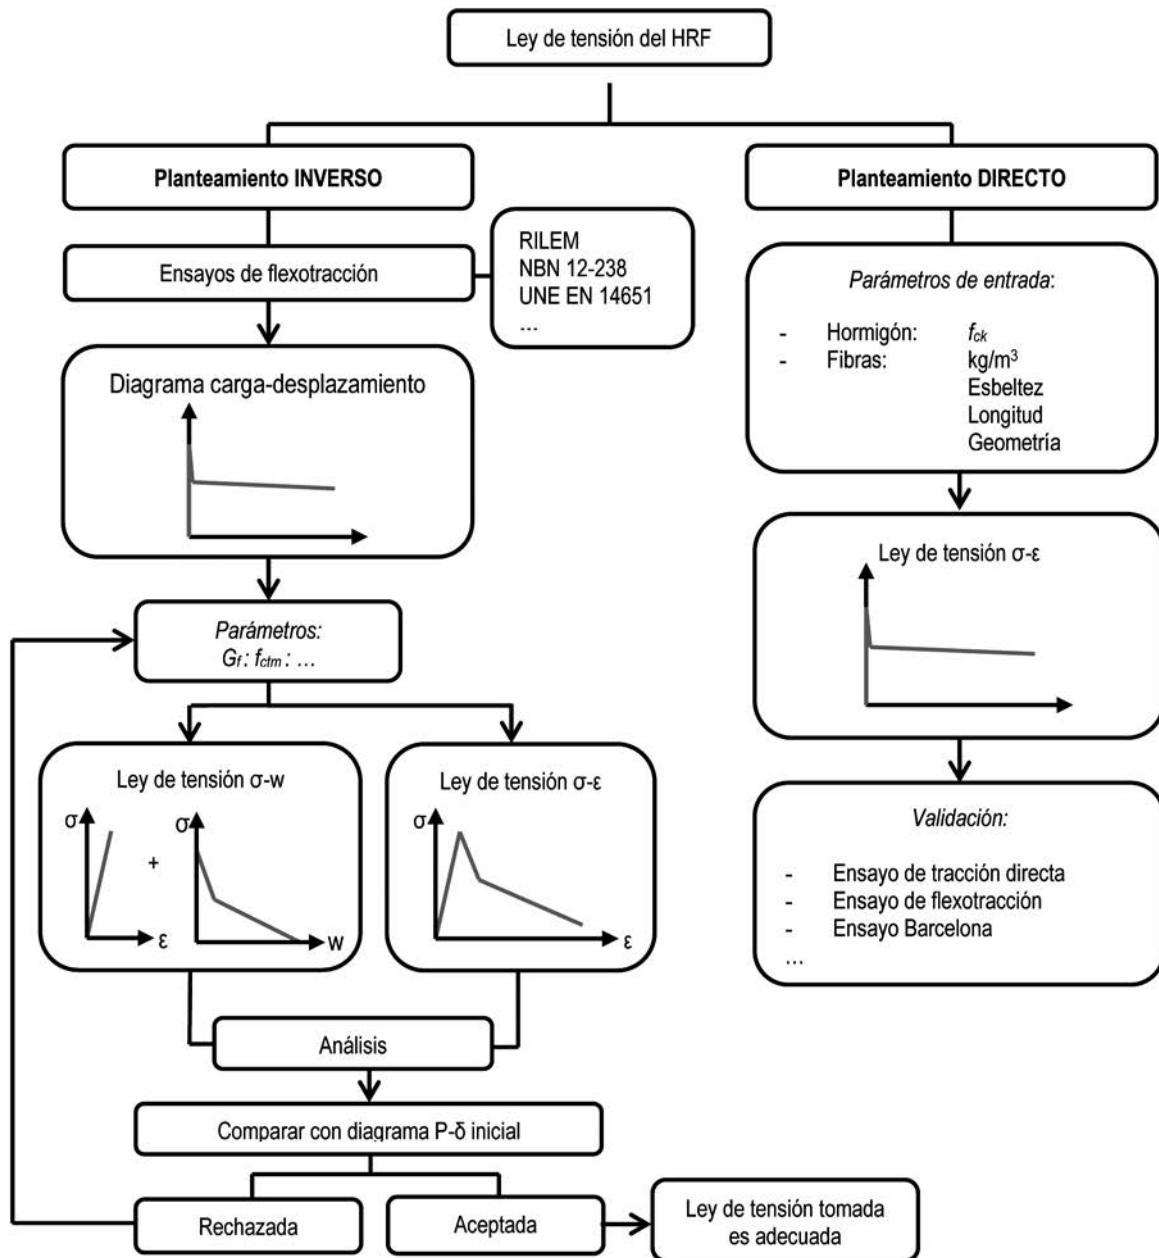 Ley de tensión del HRF
Planteamiento INVERSO
Ensayos de flexotracción
RILEM
NBN 12-238
UNE EN 14651
...
Diagrama carga-desplazamiento
Parámetros:
Gf : fctm : ...
Ley de tensión σ-w
σ
ε
+
σ
w
Ley de tensión σ-ε
σ
ε
Análisis
Comparar con diagrama P-δ inicial
Rechazada
Aceptada
Ley de tensión tomada
es adecuada
Planteamiento DIRECTO
Parámetros de entrada:
- Hormigón: fck
- Fibras: kg/m³
Esbeltez
Longitud
Geometría
Ley de tensión σ-ε
Validación:
- Ensayo de tracción directa
- Ensayo de flexotracción
- Ensayo Barcelona
...